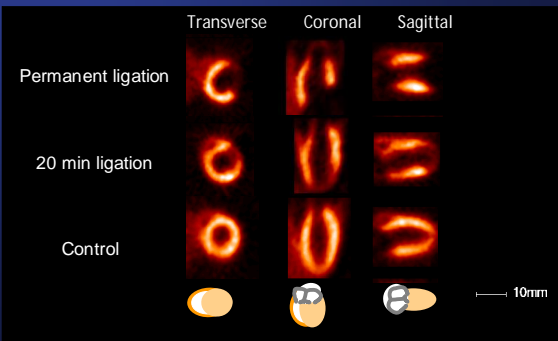 Transverse Coronal Sagittal
Permanent ligation
20 min ligation
Control
10mm